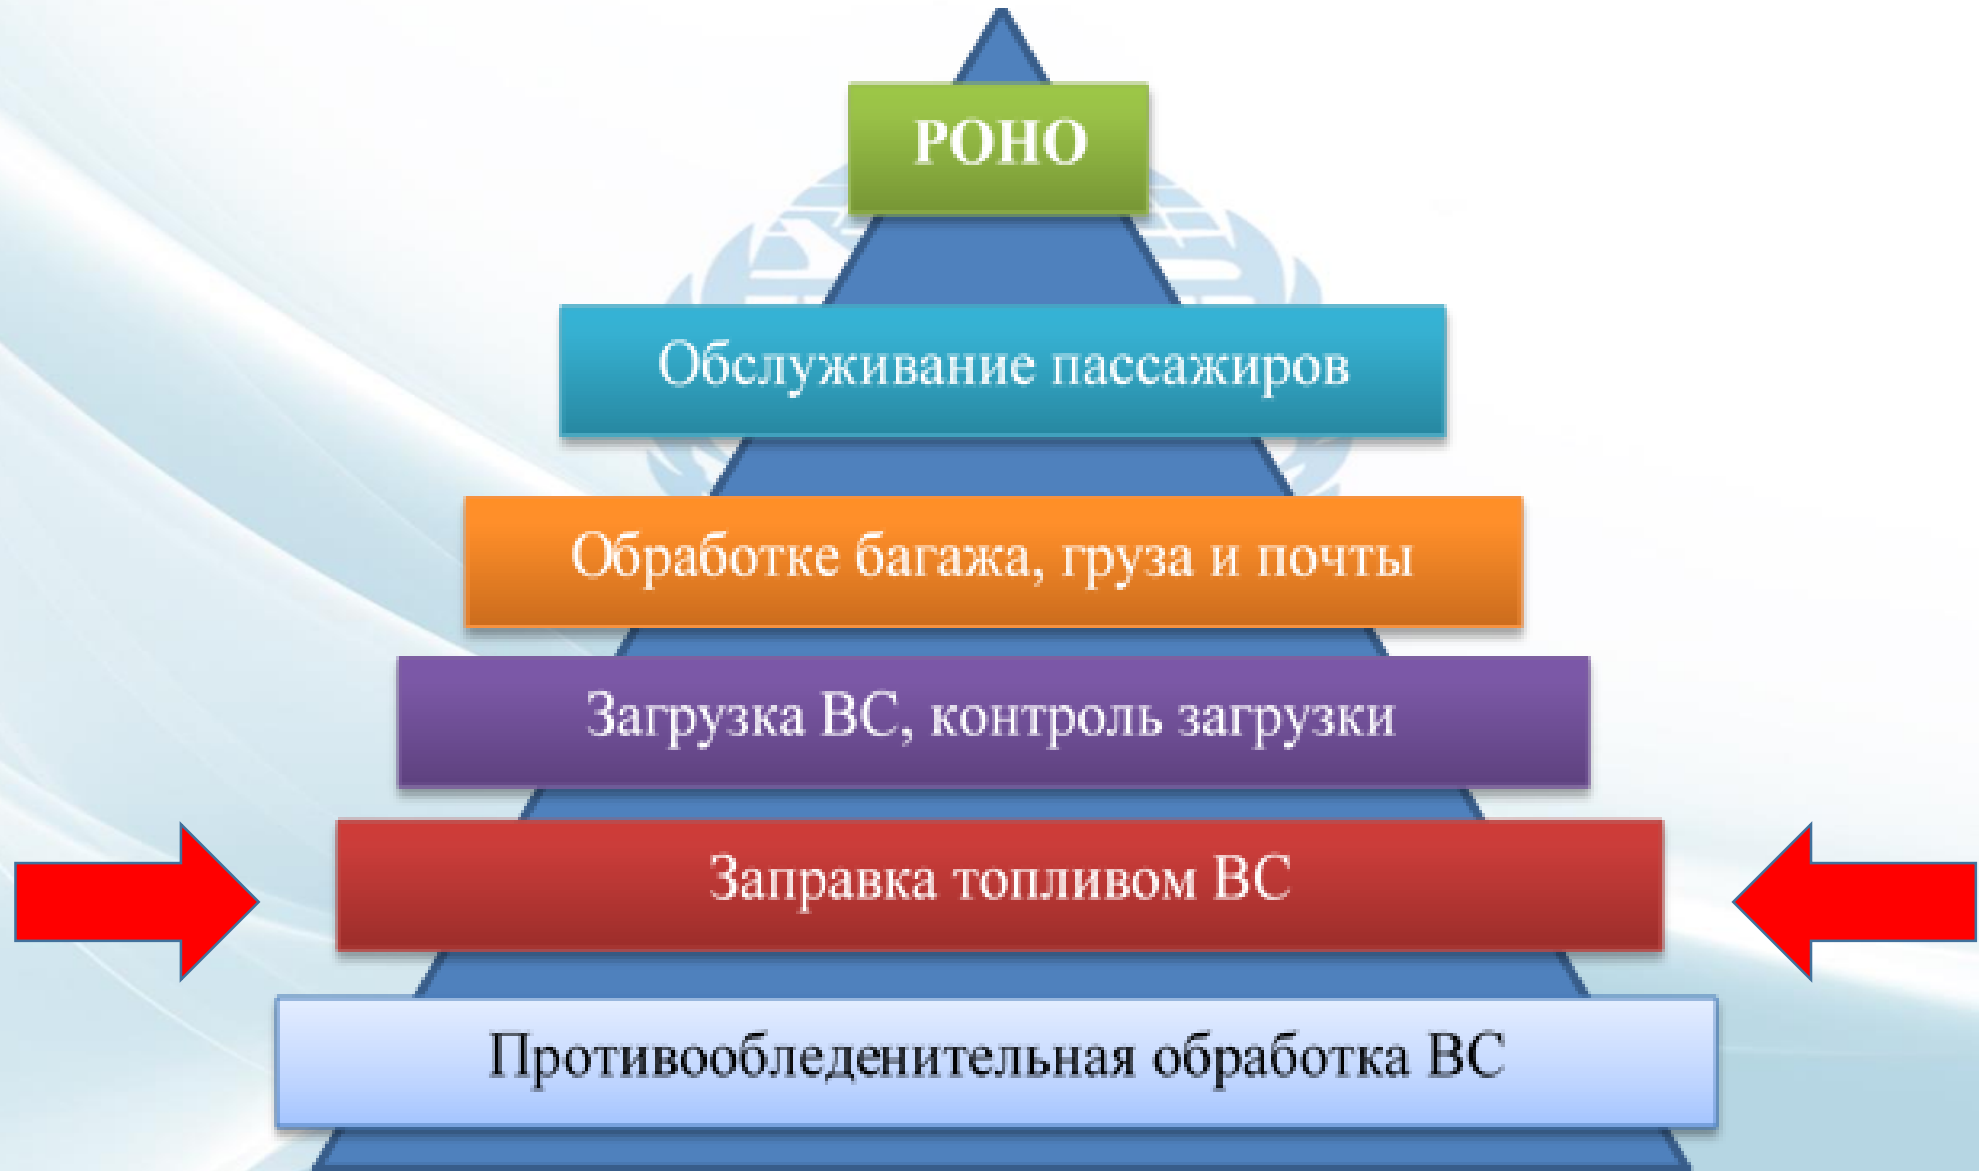 РОНО
Обслуживание пассажиров
Обработке багажа, груза и почты
Загрузка ВС, контроль загрузки
Заправка топливом ВС
Противообледенительная обработка ВС